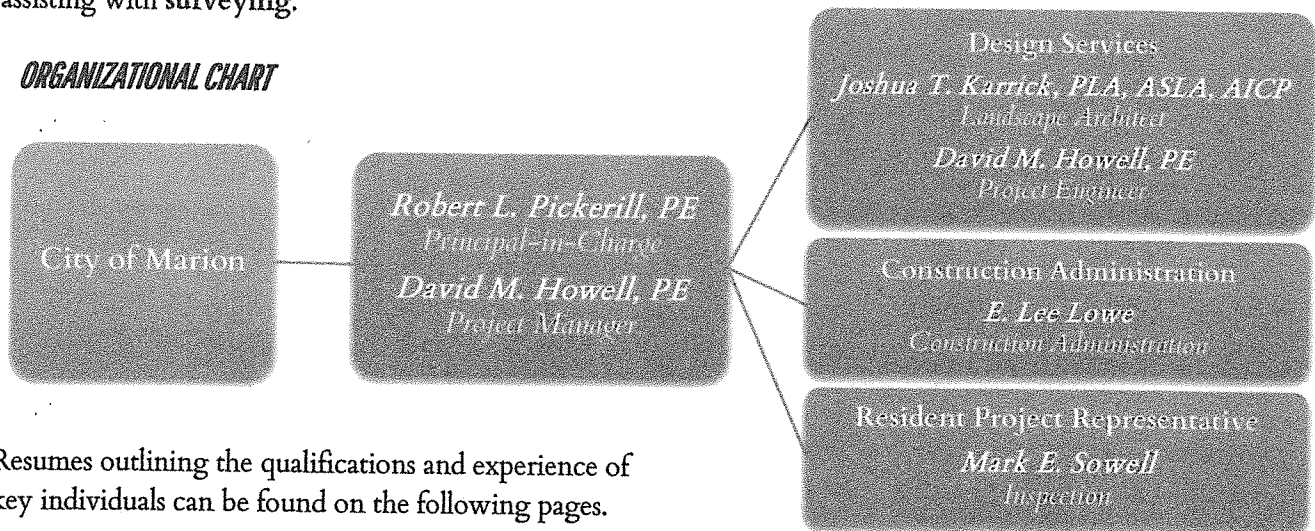 assisting with surveying.
ORGANIZATIONAL CHART
City of Marion
Robert L. Pickerill, PE
Principal-in-Charge
David M. Howell, PE
Project Manager
Design Services
Joshua T. Karrick, PLA, ASLA, AICP
Landscape Architect
David M. Howell, PE
Project Engineer
Construction Administration
E. Lee Lowe
Construction Administration
Resident Project Representative
Mark E. Sowell
Inspection
Resumes outlining the qualifications and experience of
key individuals can be found on the following pages.